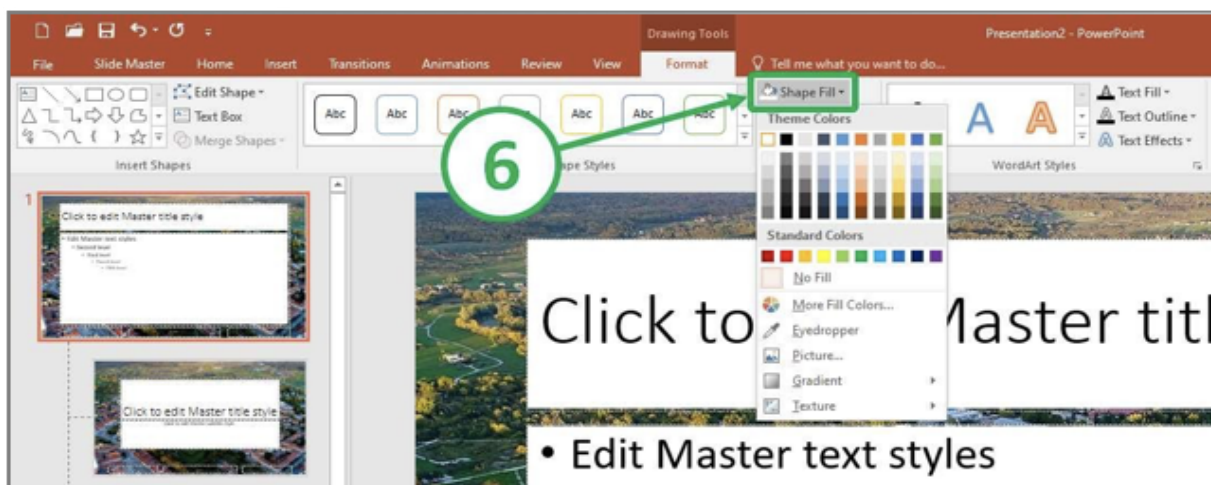 Drawing Tools
Presentation2 - PowerPoint
File Slide Master Home Insert Transitions Animations Review View Format Tell me what you want to do...
Edit Shape
Text Box
Merge Shapes
Insert Shapes
Abc Abc Abc Abc Abc Abc
Shape Fill
A A
Text Fill
Text Outline
Text Effects
WordArt Styles
6
Theme Colors
Standard Colors
No Fill
More Fill Colors...
Eyedropper
Picture...
Gradient
Texture
1
Click to edit Master title style
• Edit Master text styles
• Second level
Click to edit Master title style
Click to
Master titl
• Edit Master text styles